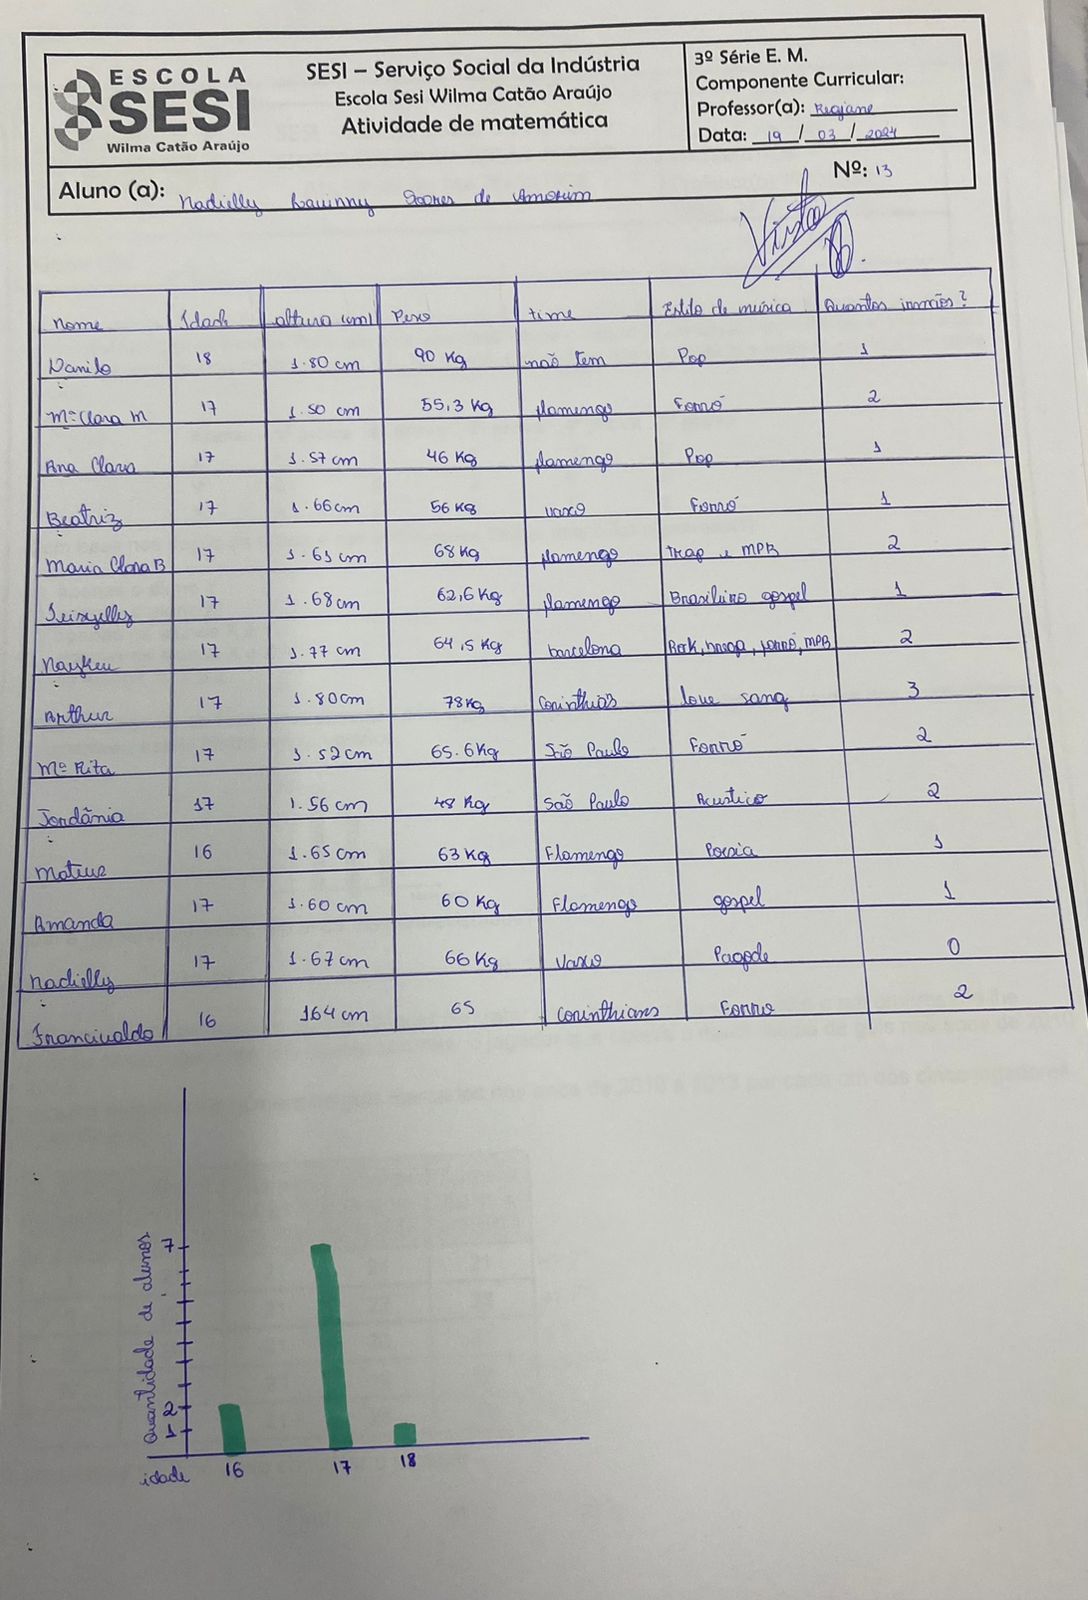 ESCOLA
SESI
Wilma Catão Araújo
SESI – Serviço Social da Indústria
Escola Sesi Wilma Catão Araújo
Atividade de matemática
3º Série E. M.
Componente Curricular:
Professor(a): Regiane
Data: 19 / 03 / 2024
Aluno (a): Nadielly Lauinny Soares de Amorim
Nº: 13
Visto
nome Idade altura (cm) Peso time Estilo de música Quantos irmãos?
Danilo 18 1.80 cm 90 Kg não tem Pop 1
Mª Clara M 17 1.50 cm 55,3 Kg flamengo Forró 2
Ana Clara 17 1.57 cm 46 Kg flamengo Pop 1
Beatriz 17 1.66 cm 56 Kg vasco Forró 1
Maria Clara B 17 1.61 cm 68 Kg flamengo Trap e MPB 2
17 1.68 cm 62,6 Kg flamengo Brasileiro gospel 1
17 1.77 cm 64,5 Kg barcelona Rock, brega, forró, MPB 2
Arthur 17 1.80 cm 78 Kg Corinthias love song 3
Mª Rita 17 1.52 cm 65.6 Kg São Paulo Forró 2
Jordânia 17 1.56 cm 48 Kg São Paulo Acustico 2
Mateus 16 1.65 cm 63 Kg Flamengo Poesia 1
Amanda 17 1.60 cm 60 Kg Flamengo gospel 1
nadielly 17 1.67 cm 66 Kg Vasco Pagode 0
Francivaldo 16 164 cm 65 Corinthians Forro 2
Quantidade de alunos
7
2
1
idade 16 17 18